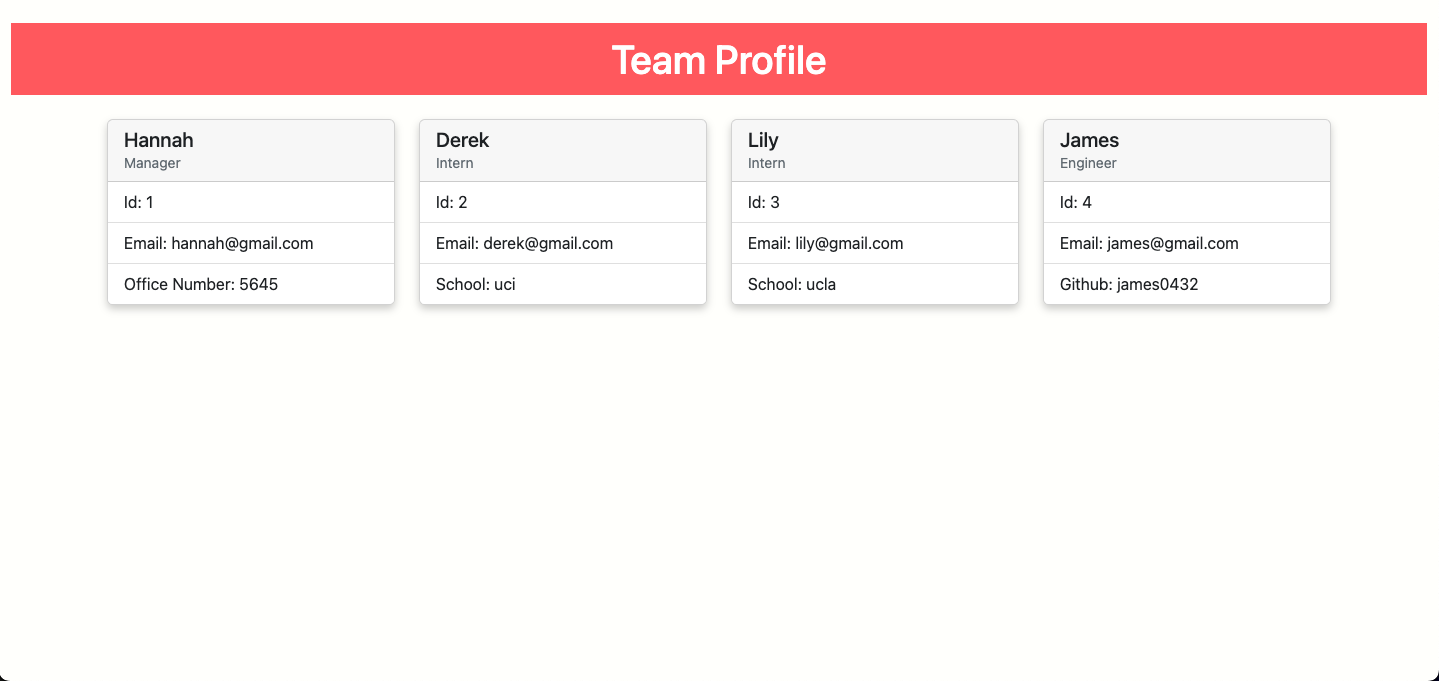 Team Profile
Hannah
Manager
Id: 1
Email: hannah@gmail.com
Office Number: 5645
Derek
Intern
Id: 2
Email: derek@gmail.com
School: uci
Lily
Intern
Id: 3
Email: lily@gmail.com
School: ucla
James
Engineer
Id: 4
Email: james@gmail.com
Github: james0432